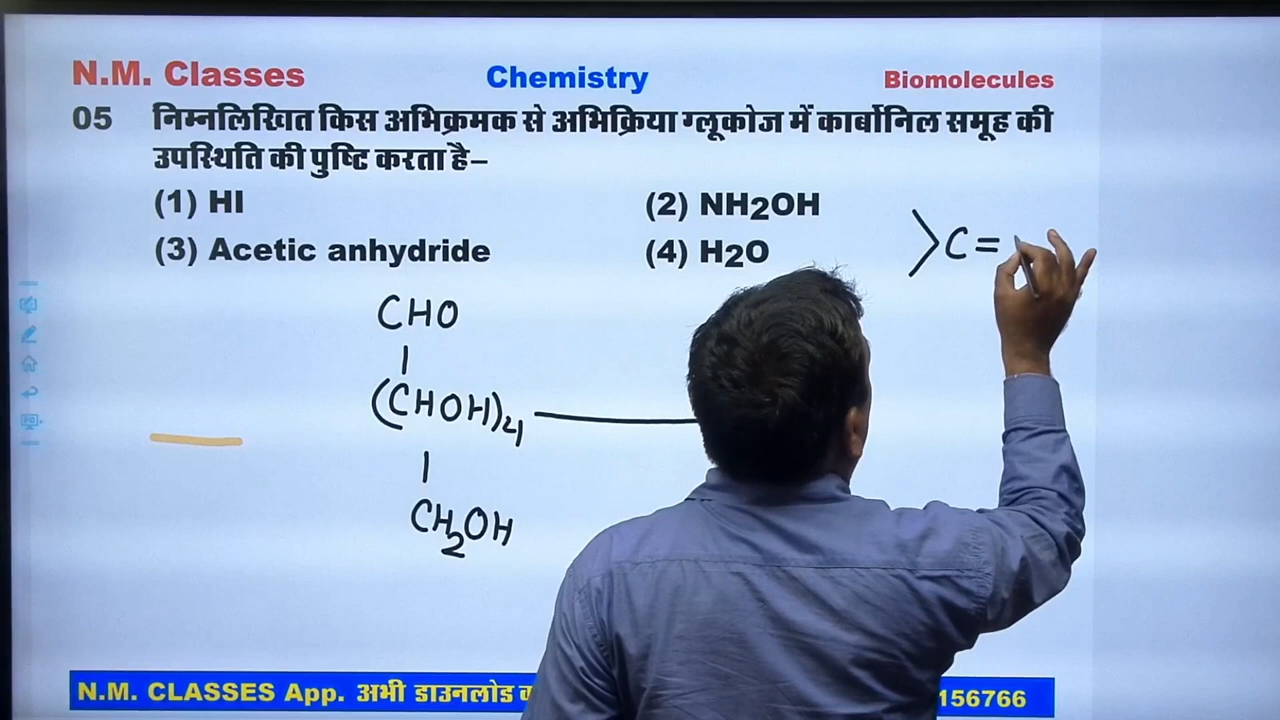 N.M. Classes Chemistry Biomolecules
05 निम्नलिखित किस अभिक्रमक से अभिक्रिया ग्लूकोज में कार्बोनिल समूह की
उपस्थिति की पुष्टि करता है–
(1) HI (2) NH2OH
(3) Acetic anhydride (4) H2O
>C=
CHO
(CHOH)4
CH2OH
N.M. CLASSES App. अभी डाउनलोड 156766